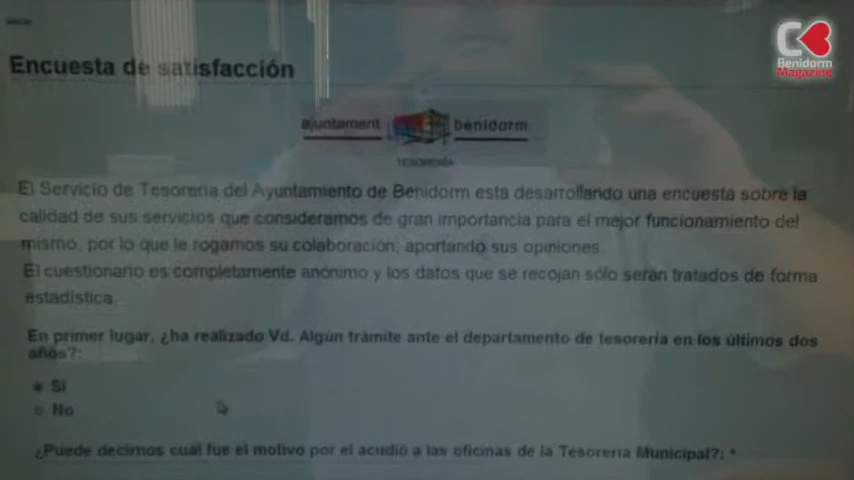 Inicio
Benidorm
Magazine
Encuesta de satisfacción
ajuntament benidorm
TESORERÍA
El Servicio de Tesorería del Ayuntamiento de Benidorm esta desarrollando una encuesta sobre la
calidad de sus servicios que consideramos de gran importancia para el mejor funcionamiento del
mismo, por lo que le rogamos su colaboración, aportando sus opiniones.
El cuestionario es completamente anónimo y los datos que se recojan sólo serán tratados de forma
estadística.
En primer lugar, ¿ha realizado Vd. Algún trámite ante el departamento de tesorería en los últimos dos
años?:
Sí
No
¿Puede decirnos cual fue el motivo por el acudió a las oficinas de la Tesorería Municipal?: *